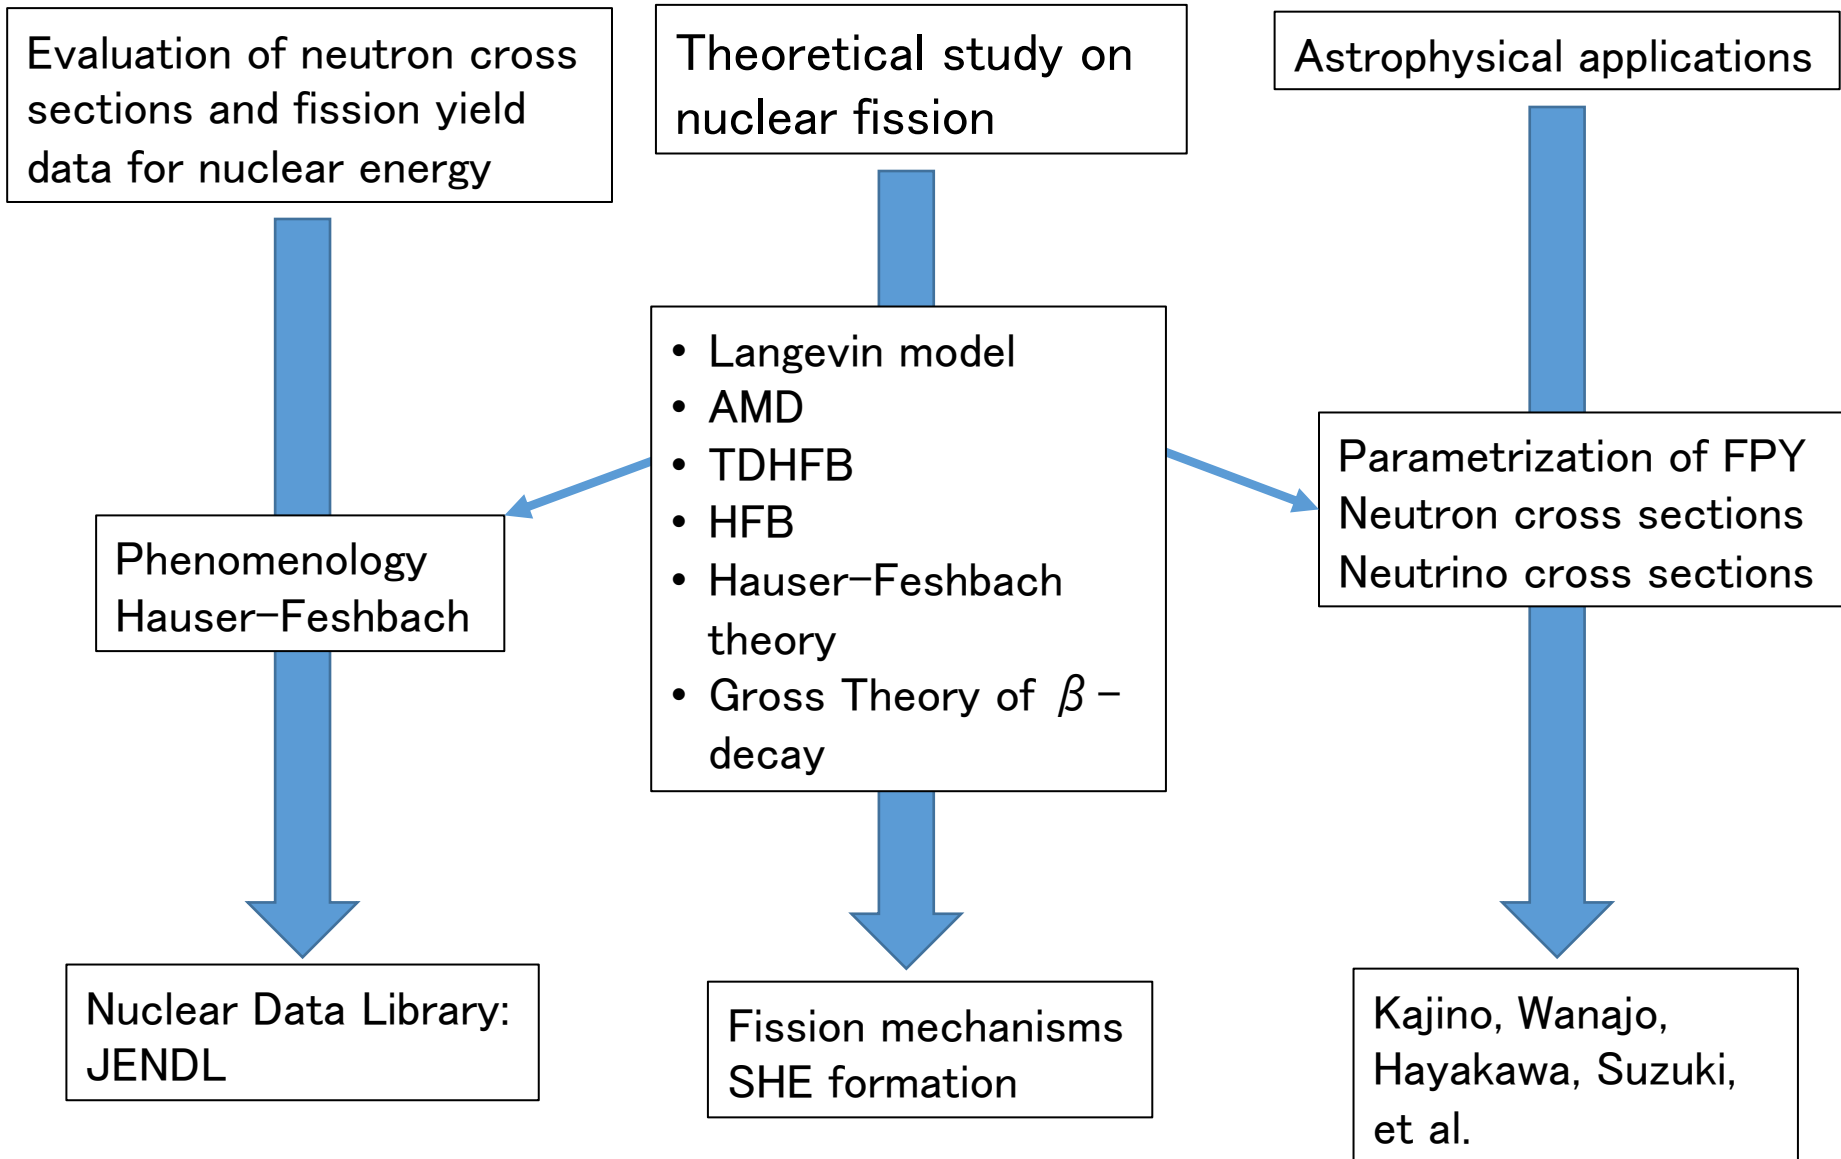 Evaluation of neutron cross
sections and fission yield
data for nuclear energy
Theoretical study on
nuclear fission
Astrophysical applications
• Langevin model
• AMD
• TDHFB
• HFB
• Hauser-Feshbach
theory
• Gross Theory of β-
decay
Phenomenology
Hauser-Feshbach
Parametrization of FPY
Neutron cross sections
Neutrino cross sections
Nuclear Data Library:
JENDL
Fission mechanisms
SHE formation
Kajino, Wanajo,
Hayakawa, Suzuki,
et al.